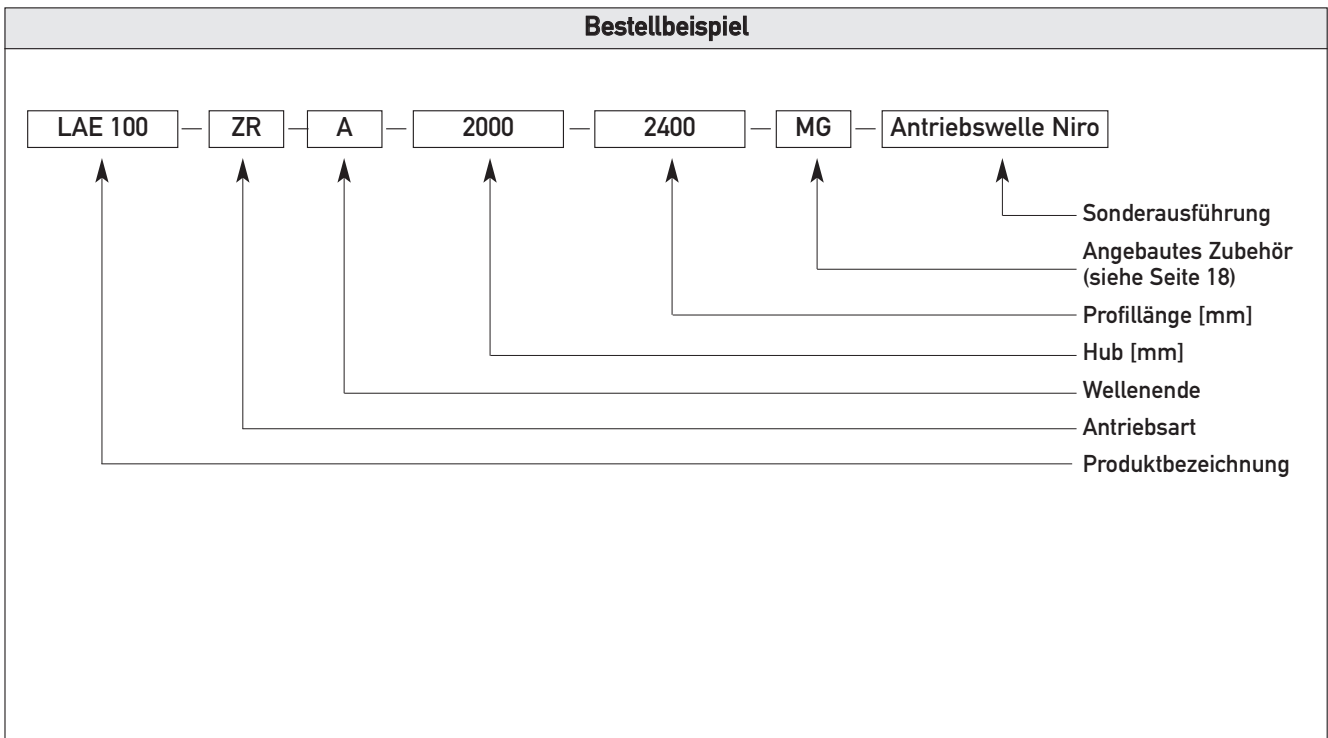 Bestellbeispiel
LAE 100 — ZR — A — 2000 — 2400 — MG — Antriebswelle Niro
Sonderausführung
Angebautes Zubehör
(siehe Seite 18)
Profillänge [mm]
Hub [mm]
Wellenende
Antriebsart
Produktbezeichnung